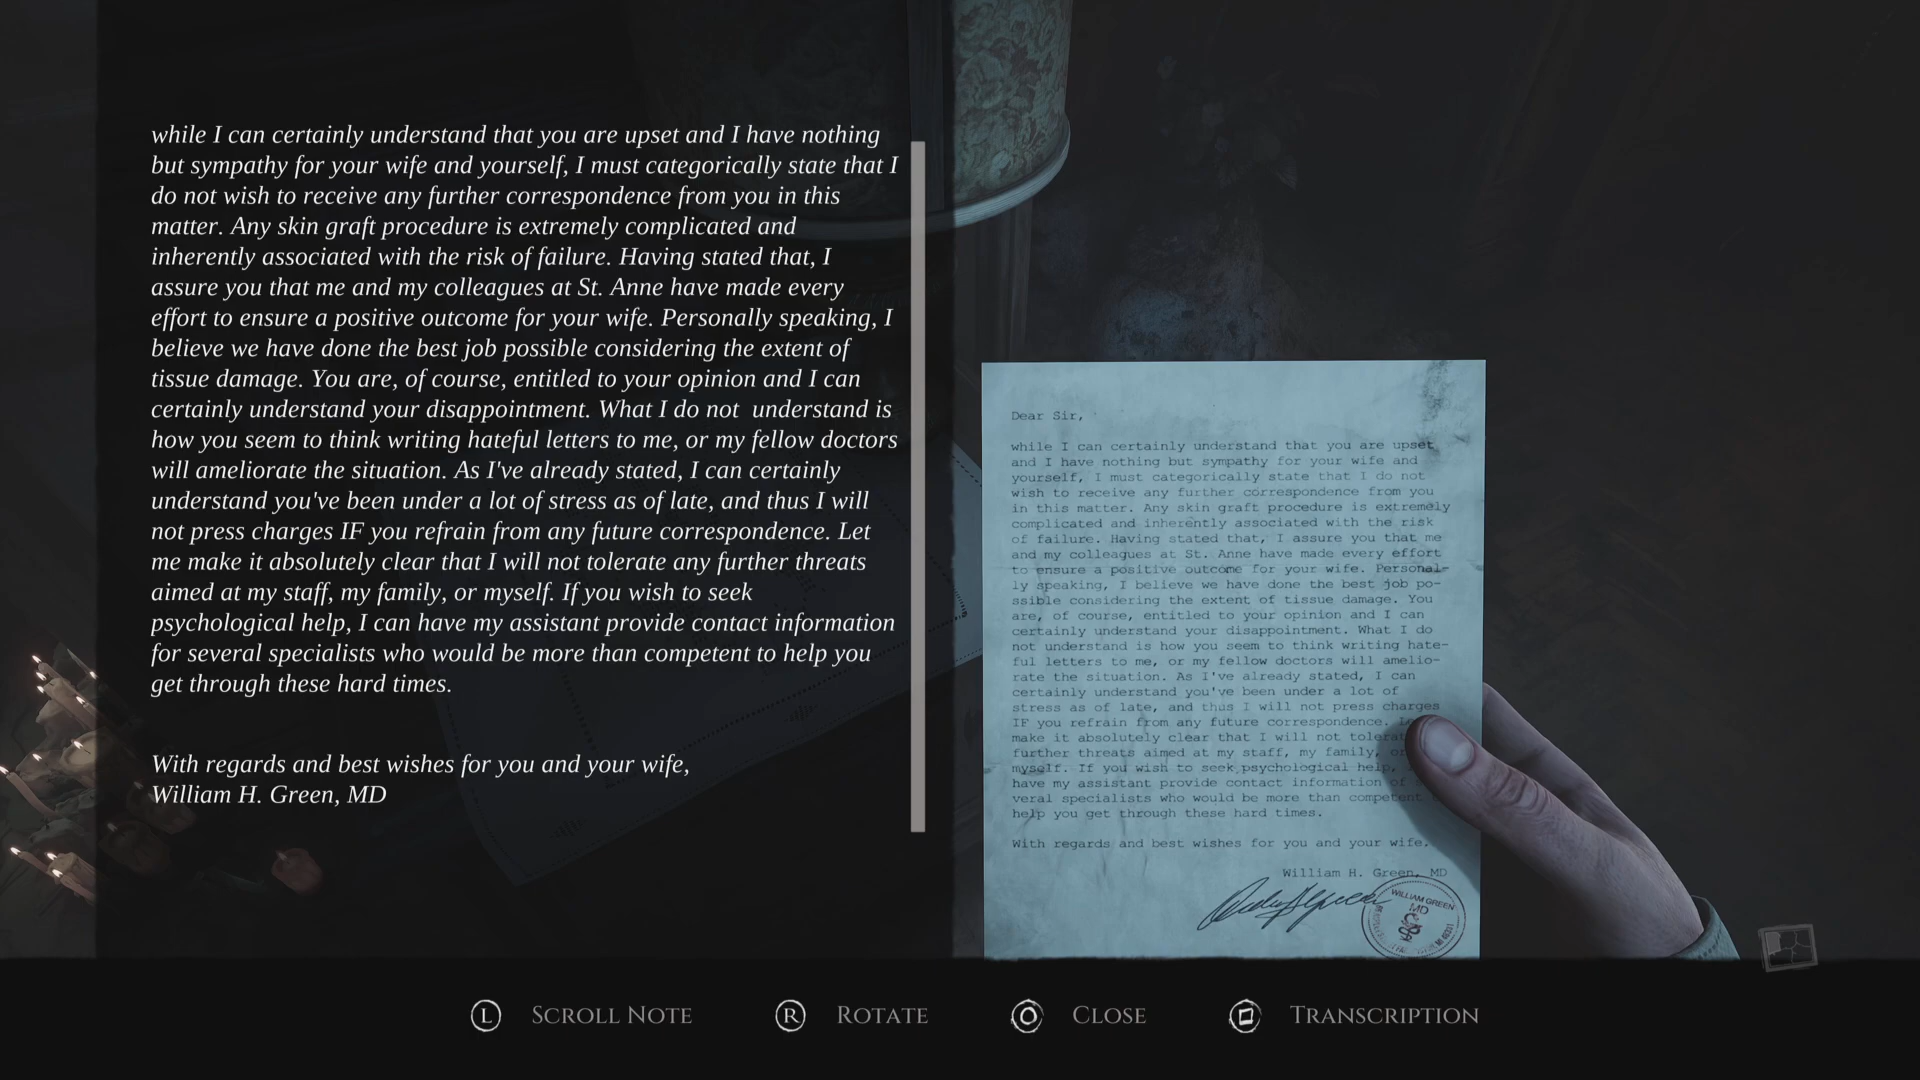 while I can certainly understand that you are upset and I have nothing
but sympathy for your wife and yourself, I must categorically state that I
do not wish to receive any further correspondence from you in this
matter. Any skin graft procedure is extremely complicated and
inherently associated with the risk of failure. Having stated that, I
assure you that me and my colleagues at St. Anne have made every
effort to ensure a positive outcome for your wife. Personally speaking, I
believe we have done the best job possible considering the extent of
tissue damage. You are, of course, entitled to your opinion and I can
certainly understand your disappointment. What I do not  understand is
how you seem to think writing hateful letters to me, or my fellow doctors
will ameliorate the situation. As I've already stated, I can certainly
understand you've been under a lot of stress as of late, and thus I will
not press charges IF you refrain from any future correspondence. Let
me make it absolutely clear that I will not tolerate any further threats
aimed at my staff, my family, or myself. If you wish to seek
psychological help, I can have my assistant provide contact information
for several specialists who would be more than competent to help you
get through these hard times.
With regards and best wishes for you and your wife,
William H. Green, MD
Dear Sir,
while I can certainly understand that you are upset
and I have nothing but sympathy for your wife and
yourself, I must categorically state that I do not
wish to receive any further correspondence from you
in this matter. Any skin graft procedure is extremely
complicated and inherently associated with the risk
of failure. Having stated that, I assure you that me
and my colleagues at St. Anne have made every effort
to ensure a positive outcome for your wife. Personal-
ly speaking, I believe we have done the best job po-
ssible considering the extent of tissue damage. You
are, of course, entitled to your opinion and I can
certainly understand your disappointment. What I do
not understand is how you seem to think writing hate-
ful letters to me, or my fellow doctors will amelio-
rate the situation. As I've already stated, I can
certainly understand you've been under a lot of
stress as of late, and thus I will not press charges
IF you refrain from any future correspondence.
make it absolutely clear that I will not
further threats aimed at my staff, my family,
myself. If you wish to seek psychological help,
have my assistant provide contact information
veral specialists who would be more than competent
help you get through these hard times.
With regards and best wishes for you and your wife,
William H. Green, MD
WILLIAM GREEN
MD
L SCROLL NOTE
R ROTATE
CLOSE
TRANSCRIPTION